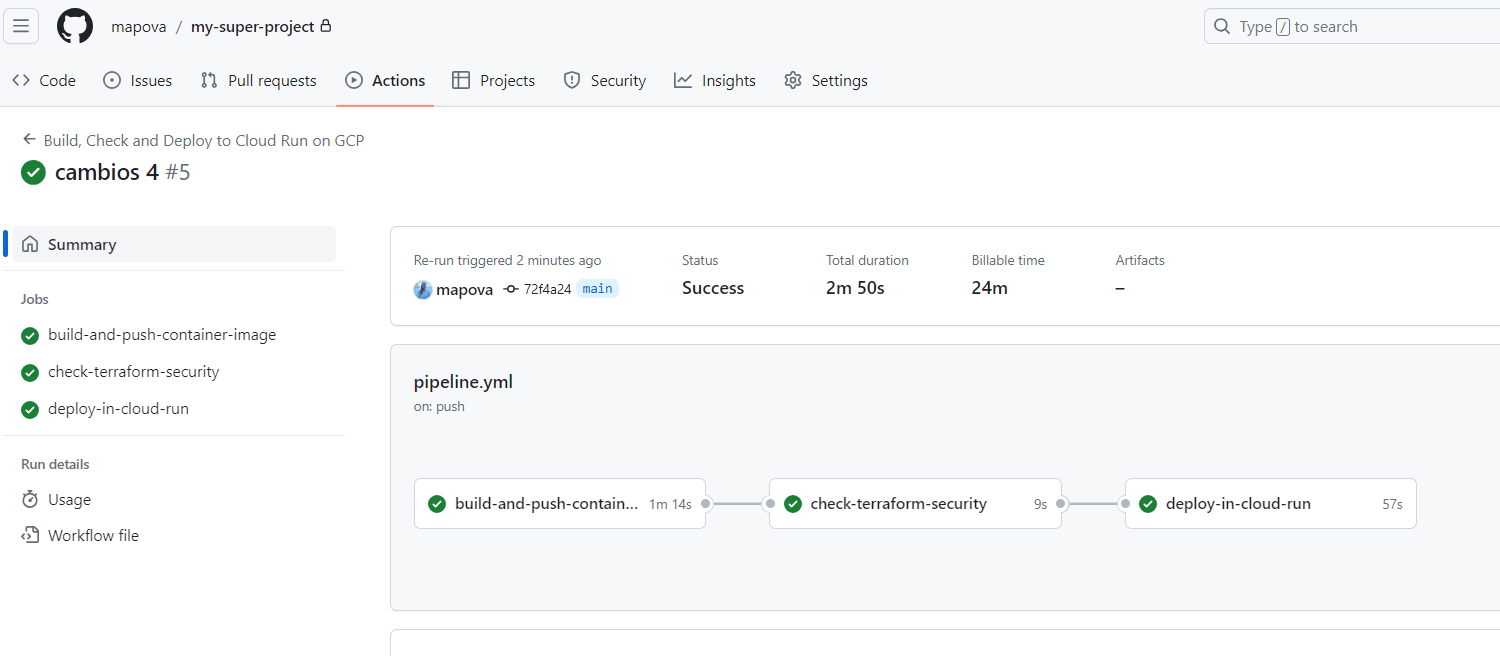 mapova / my-super-project
Type / to search
Code Issues Pull requests Actions Projects Security Insights Settings
Build, Check and Deploy to Cloud Run on GCP
cambios 4 #5
Summary
Jobs
build-and-push-container-image
check-terraform-security
deploy-in-cloud-run
Run details
Usage
Workflow file
Re-run triggered 2 minutes ago
mapova 72f4a24 main
Status
Success
Total duration
2m 50s
Billable time
24m
Artifacts
–
pipeline.yml
on: push
build-and-push-contain... 1m 14s
check-terraform-security 9s
deploy-in-cloud-run 57s